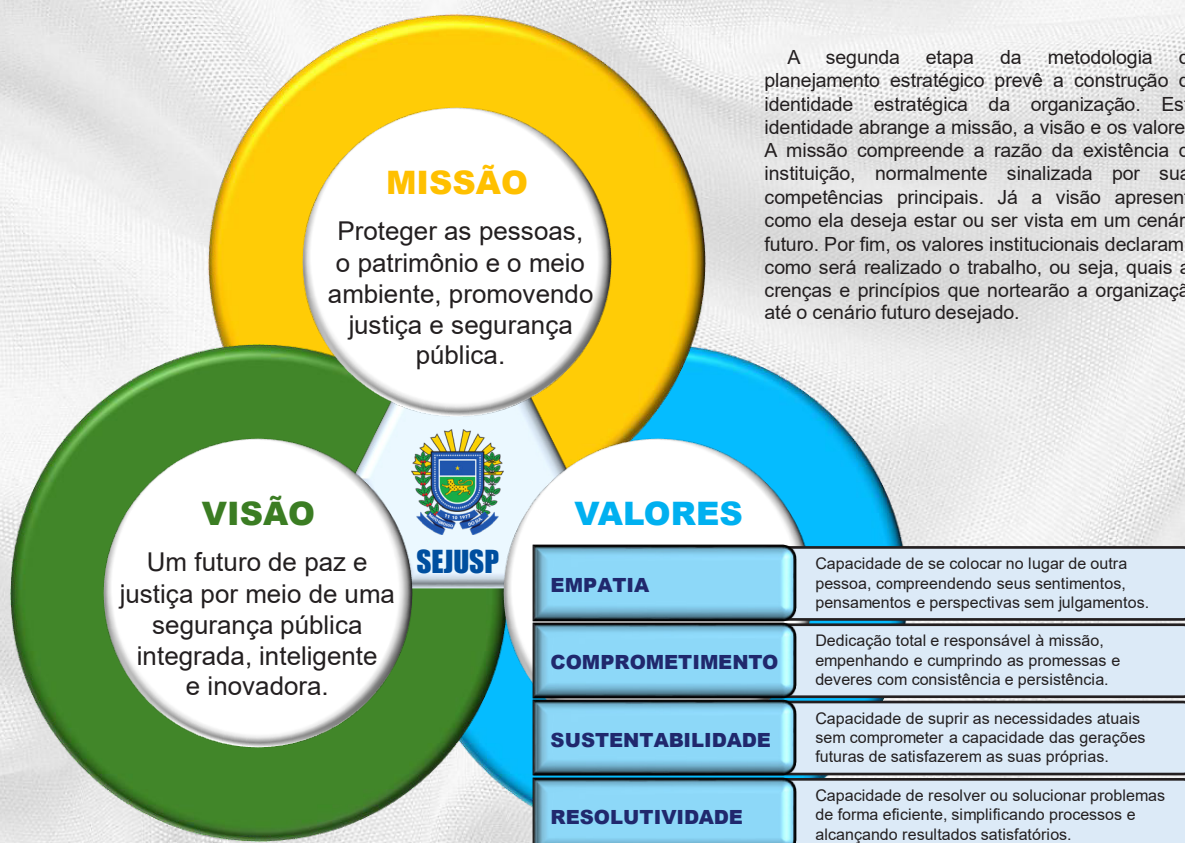 A segunda etapa da metodologia
planejamento estratégico prevê a construção
identidade estratégica da organização.
identidade abrange a missão, a visão e os
A missão compreende a razão da existência
instituição, normalmente sinalizada por
competências principais. Já a visão
como ela deseja estar ou ser vista em um
futuro. Por fim, os valores institucionais declaram
como será realizado o trabalho, ou seja, quais
crenças e princípios que nortearão a
até o cenário futuro desejado.
MISSÃO
Proteger as pessoas,
o patrimônio e o meio
ambiente, promovendo
justiça e segurança
pública.
VISÃO
Um futuro de paz e
justiça por meio de uma
segurança pública
integrada, inteligente
e inovadora.
SEJUSP
VALORES
EMPATIA
Capacidade de se colocar no lugar de outra
pessoa, compreendendo seus sentimentos,
pensamentos e perspectivas sem julgamentos.
COMPROMETIMENTO
Dedicação total e responsável à missão,
empenhando e cumprindo as promessas e
deveres com consistência e persistência.
SUSTENTABILIDADE
Capacidade de suprir as necessidades atuais
sem comprometer a capacidade das gerações
futuras de satisfazerem as suas próprias.
RESOLUTIVIDADE
Capacidade de resolver ou solucionar problemas
de forma eficiente, simplificando processos e
alcançando resultados satisfatórios.